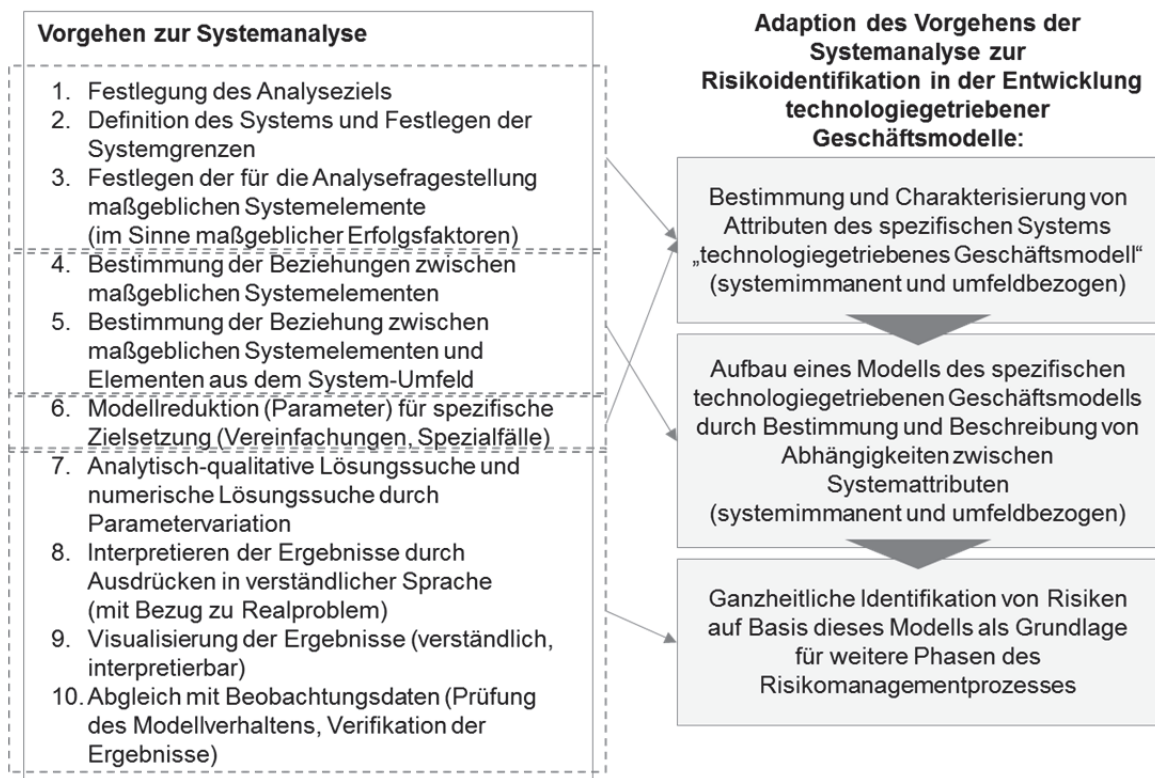 Vorgehen zur Systemanalyse
1. Festlegung des Analyseziels
2. Definition des Systems und Festlegen der
Systemgrenzen
3. Festlegen der für die Analysefragestellung
maßgeblichen Systemelemente
(im Sinne maßgeblicher Erfolgsfaktoren)
4. Bestimmung der Beziehungen zwischen
maßgeblichen Systemelementen
5. Bestimmung der Beziehung zwischen
maßgeblichen Systemelementen und
Elementen aus dem System-Umfeld
6. Modellreduktion (Parameter) für spezifische
Zielsetzung (Vereinfachungen, Spezialfälle)
7. Analytisch-qualitative Lösungssuche und
numerische Lösungssuche durch
Parametervariation
8. Interpretieren der Ergebnisse durch
Ausdrücken in verständlicher Sprache
(mit Bezug zu Realproblem)
9. Visualisierung der Ergebnisse (verständlich,
interpretierbar)
10. Abgleich mit Beobachtungsdaten (Prüfung
des Modellverhaltens, Verifikation der
Ergebnisse)
Adaption des Vorgehens der
Systemanalyse zur
Risikoidentifikation in der Entwicklung
technologiegetriebener
Geschäftsmodelle:
Bestimmung und Charakterisierung von
Attributen des spezifischen Systems
„technologiegetriebenes Geschäftsmodell“
(systemimmanent und umfeldbezogen)
Aufbau eines Modells des spezifischen
technologiegetriebenen Geschäftsmodells
durch Bestimmung und Beschreibung von
Abhängigkeiten zwischen
Systemattributen
(systemimmanent und umfeldbezogen)
Ganzheitliche Identifikation von Risiken
auf Basis dieses Modells als Grundlage
für weitere Phasen des
Risikomanagementprozesses